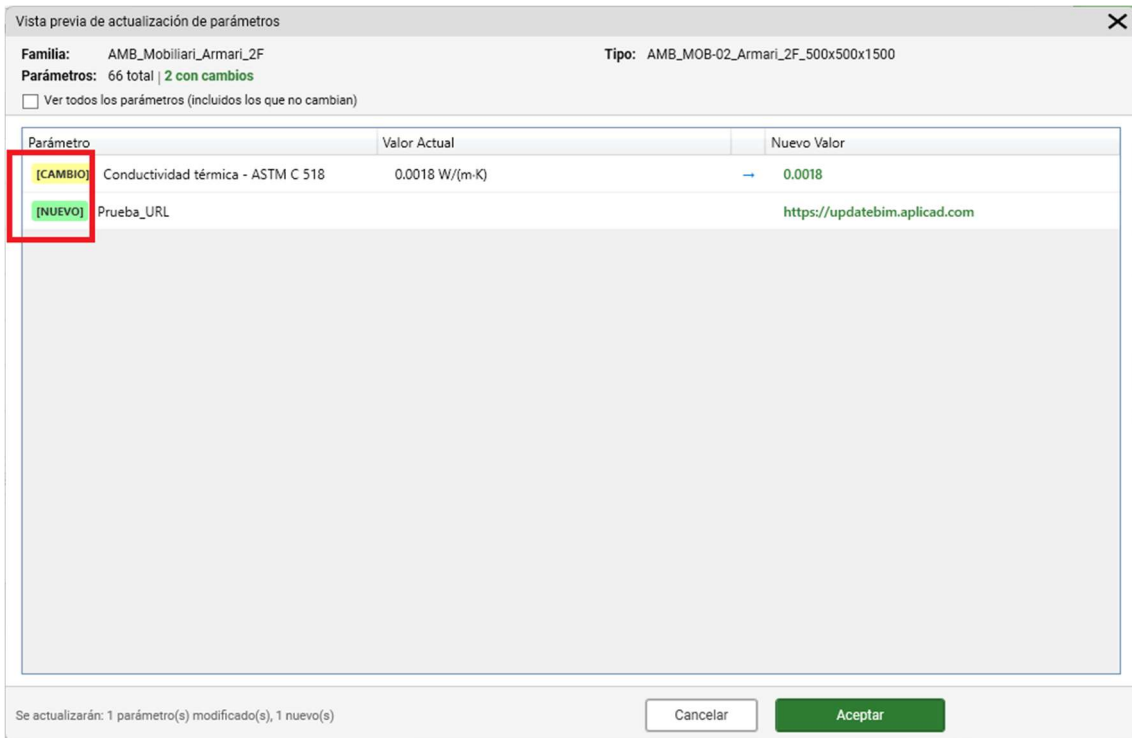 Vista previa de actualización de parámetros
Familia: AMB_Mobiliari_Armari_2F Tipo: AMB_MOB-02_Armari_2F_500x500x1500
Parámetros: 66 total | 2 con cambios
Ver todos los parámetros (incluidos los que no cambian)
Parámetro Valor Actual Nuevo Valor
[CAMBIO] Conductividad térmica - ASTM C 518 0.0018 W/(m·K) → 0.0018
[NUEVO] Prueba_URL https://updatebim.aplicad.com
Se actualizarán: 1 parámetro(s) modificado(s), 1 nuevo(s) Cancelar Aceptar